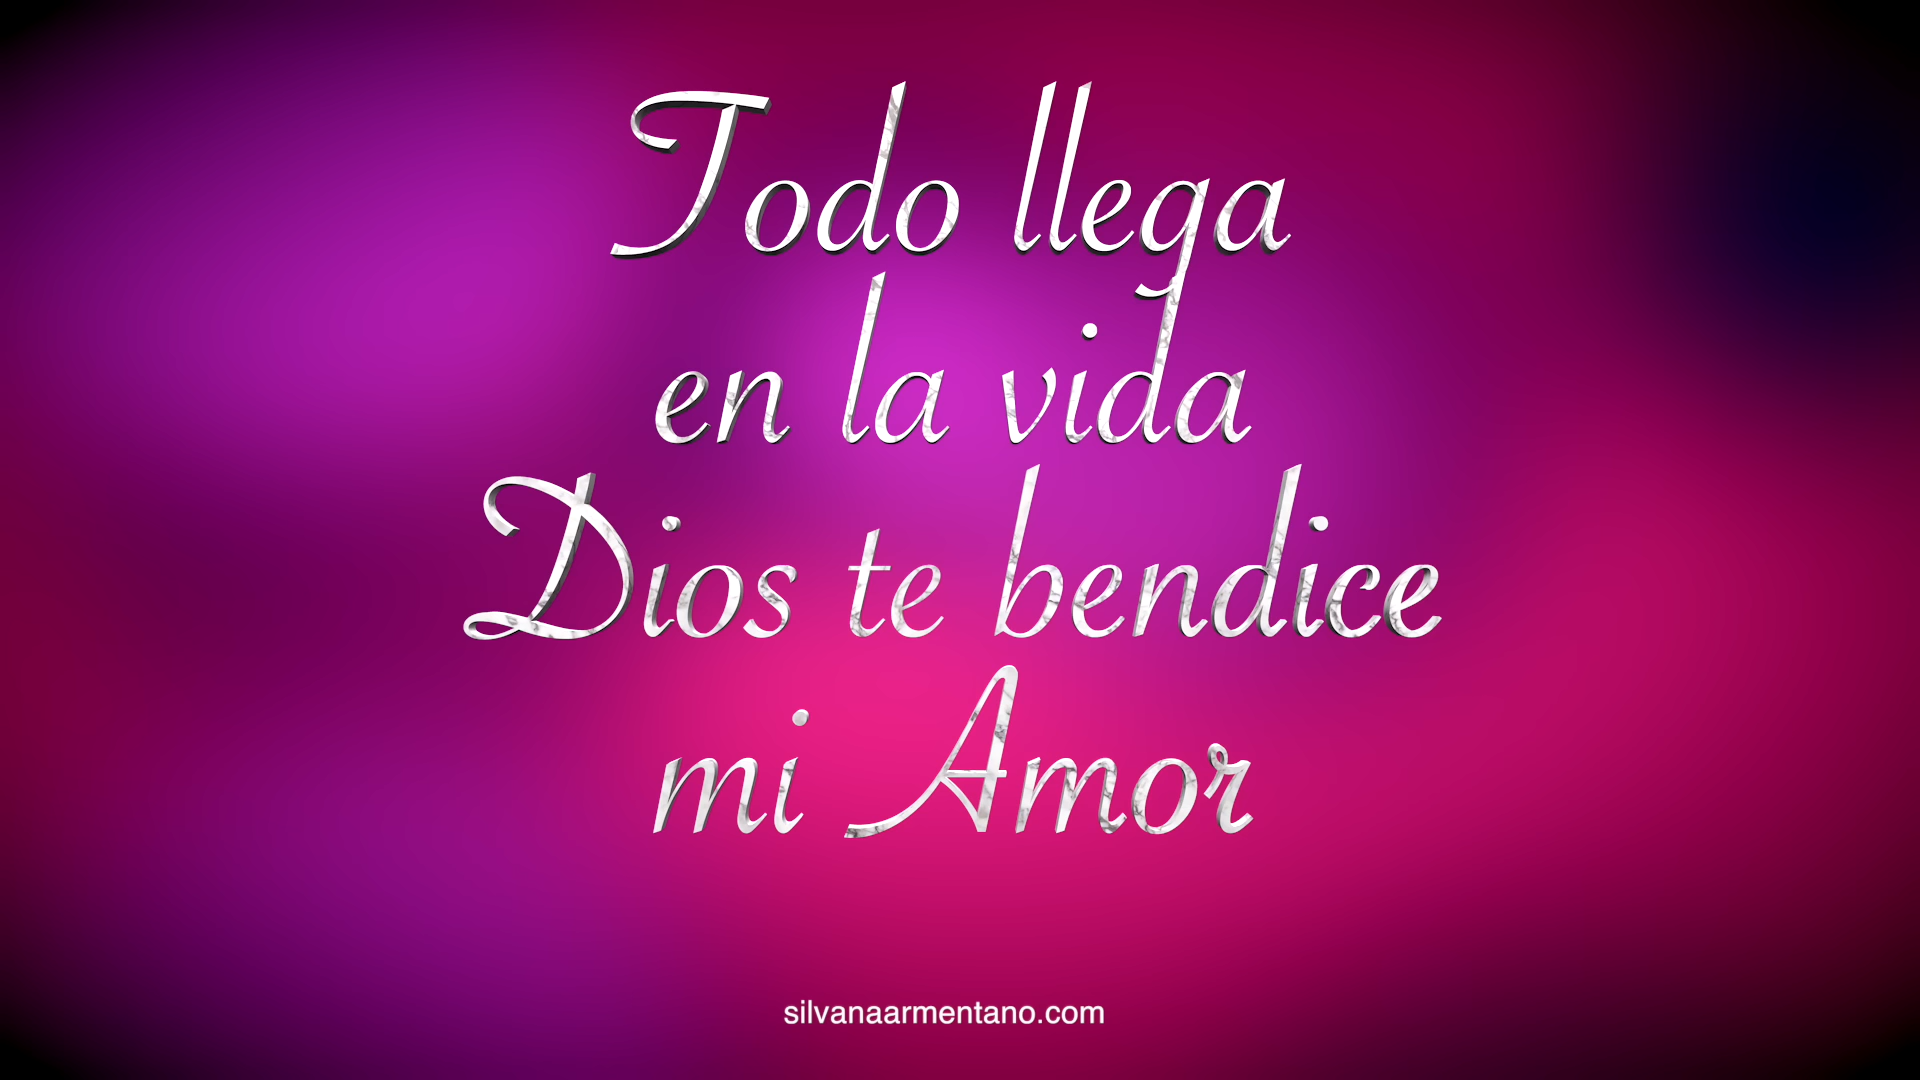 Todo llega
en la vida
Dios te bendice
mi Amor
silvanaarmentano.com